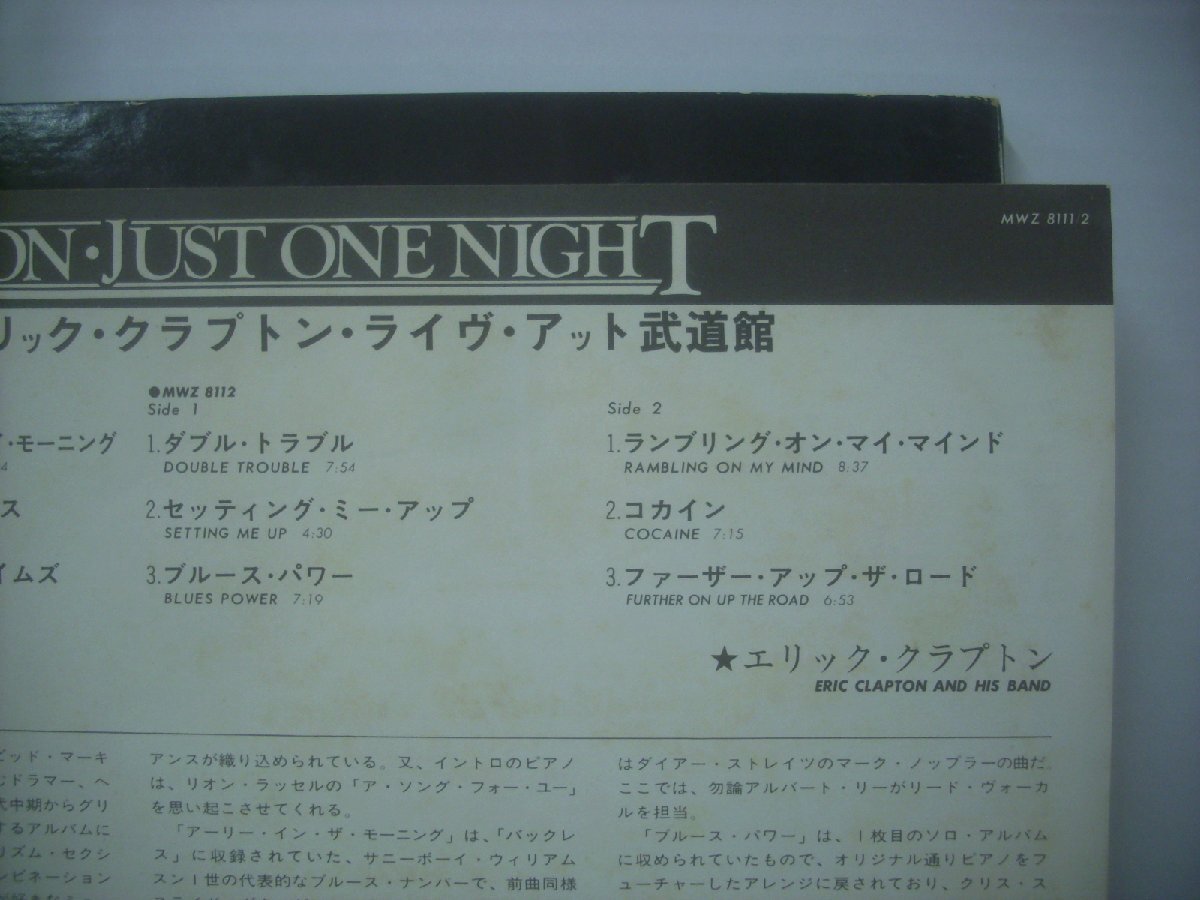 ON・JUST ONE NIGHT
MWZ 8111/2
リック・クラプトン・ライヴ・アット武道館
●MWZ 8112
Side 1
Side 2
・モーニング
4
1.ダブル・トラブル
DOUBLE TROUBLE 7:54
1.ランブリング・オン・マイ・マインド
RAMBLING ON MY MIND 8:37
ス
2.セッティング・ミー・アップ
SETTING ME UP 4:30
2.コカイン
COCAINE 7:15
イムズ
3.ブルース・パワー
BLUES POWER 7:19
3.ファーザー・アップ・ザ・ロード
FURTHER ON UP THE ROAD 6:53
★エリック・クラプトン
ERIC CLAPTON AND HIS BAND
ビッド・マーキ
じドラマー、ヘ
代中期からグリ
するアルバムに
リズム・セクシ
ンビネーション
アンスが織り込められている。又、イントロのピアノ
は、リオン・ラッセルの「ア・ソング・フォー・ユー」
を思い起こさせてくれる。
「アーリー・イン・ザ・モーニング」は、「バックレ
ス」に収録されていた、サニーボーイ・ウィリアム
スン1世の代表的なブルース・ナンバーで、前曲同様
はダイアー・ストレイツのマーク・ノップラーの曲だ。
ここでは、勿論アルバート・リーがリード・ヴォーカ
ルを担当。
「ブルース・パワー」は、1枚目のソロ・アルバム
に収められていたもので、オリジナル通りピアノをフ
ューチャーしたアレンジに戻されており、クリス・ス